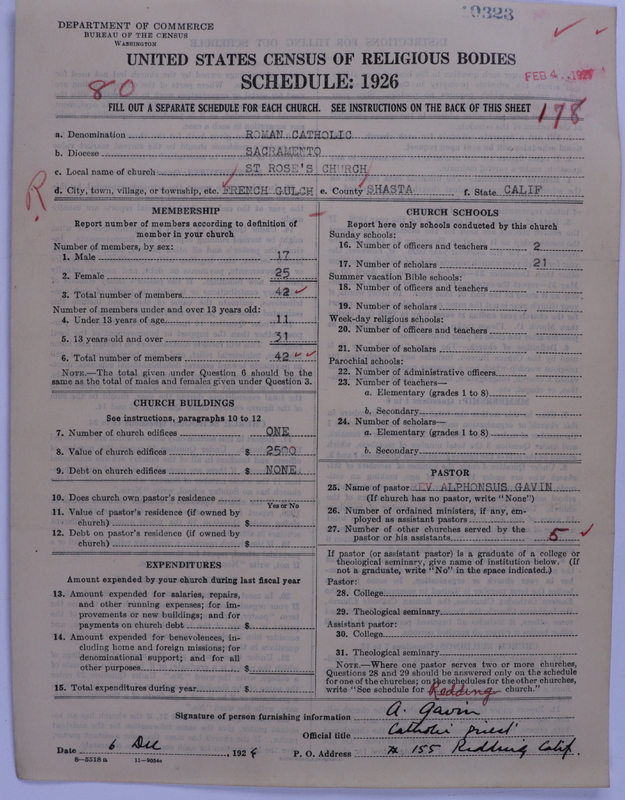 19323
DEPARTMENT OF COMMERCE
BUREAU OF THE CENSUS
WASHINGTON
UNITED STATES CENSUS OF RELIGIOUS BODIES
SCHEDULE: 1926
FEB 4
80
178
FILL OUT A SEPARATE SCHEDULE FOR EACH CHURCH. SEE INSTRUCTIONS ON THE BACK OF THIS SHEET
a. Denomination ROMAN CATHOLIC
b. Diocese SACRAMENTO
c. Local name of church ST ROSE'S CHURCH
R
d. City, town, village, or township, etc. FRENCH GULCH e. County SHASTA f. State CALIF
MEMBERSHIP
Report number of members according to definition of
member in your church
Number of members, by sex:
1. Male 17
2. Female 25
3. Total number of members 42
Number of members under and over 13 years old:
4. Under 13 years of age 11
5. 13 years old and over 31
6. Total number of members 42
NOTE.—The total given under Question 6 should be the
same as the total of males and females given under Question 3.
CHURCH BUILDINGS
See instructions, paragraphs 10 to 12
7. Number of church edifices ONE
8. Value of church edifices $ 2500
9. Debt on church edifices $ NONE
10. Does church own pastor's residence
Yes or No
11. Value of pastor's residence (if owned by
church) $
12. Debt on pastor's residence (if owned by
church) $
EXPENDITURES
Amount expended by your church during last fiscal year
13. Amount expended for salaries, repairs,
and other running expenses; for im-
provements or new buildings; and for
payments on church debt $
14. Amount expended for benevolences, in-
cluding home and foreign missions; for
denominational support; and for all
other purposes $
15. Total expenditures during year $
CHURCH SCHOOLS
Report here only schools conducted by this church
Sunday schools:
16. Number of officers and teachers 2
17. Number of scholars 21
Summer vacation Bible schools:
18. Number of officers and teachers
19. Number of scholars
Week-day religious schools:
20. Number of officers and teachers
21. Number of scholars
Parochial schools:
22. Number of administrative officers
23. Number of teachers—
a. Elementary (grades 1 to 8)
b. Secondary
24. Number of scholars—
a. Elementary (grades 1 to 8)
b. Secondary
PASTOR
25. Name of pastor REV ALPHONSUS GAVIN
(If church has no pastor, write "None")
26. Number of ordained ministers, if any, em-
ployed as assistant pastors
27. Number of other churches served by the
pastor or his assistants 5
If pastor (or assistant pastor) is a graduate of a college or
theological seminary, give name of institution below. (If
not a graduate, write "No" in the space indicated.)
Pastor:
28. College
29. Theological seminary
Assistant pastor:
30. College
31. Theological seminary
NOTE.—Where one pastor serves two or more churches,
Questions 28 and 29 should be answered only on the schedule
for one of the churches; on the schedules for the other churches,
write "See schedule for Redding church."
Signature of person furnishing information A. Gavin
Official title Catholic priest
Date 6 Dec 1926 P. O. Address 155 Redding Calif.
8—5518a 11—9054c